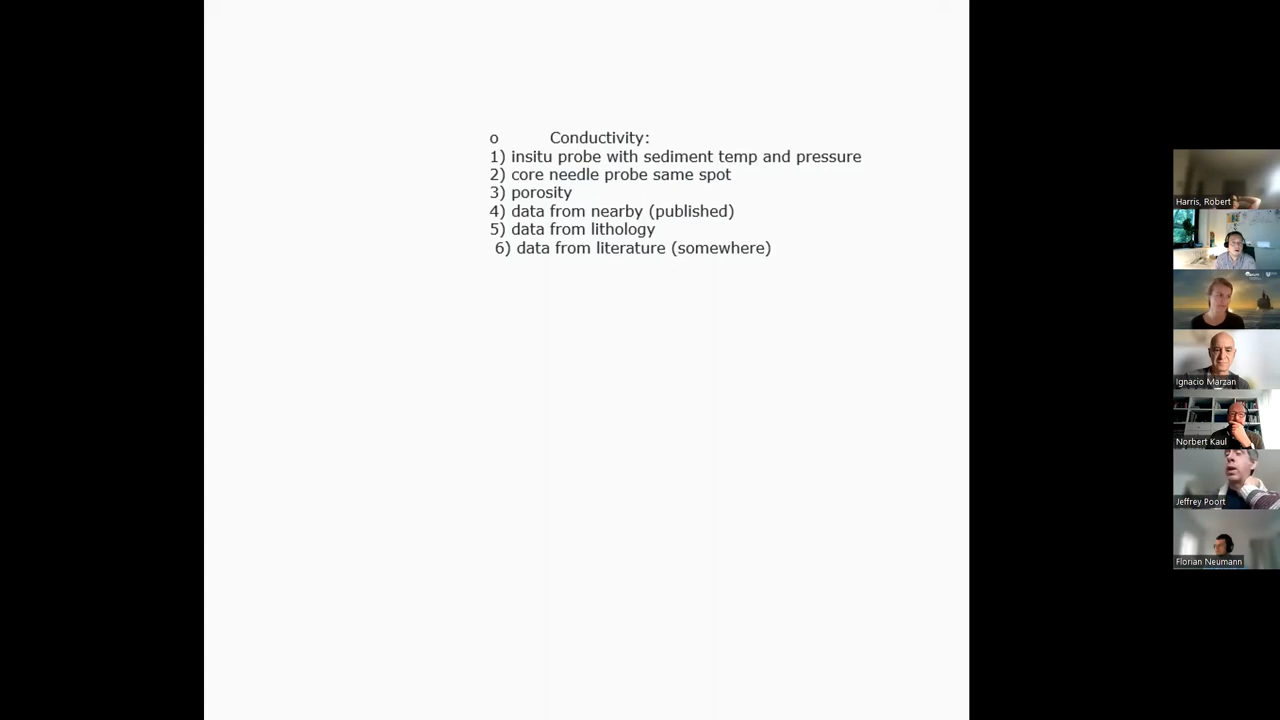 o Conductivity:
1) insitu probe with sediment temp and pressure
2) core needle probe same spot
3) porosity
4) data from nearby (published)
5) data from lithology
6) data from literature (somewhere)
Harris, Robert
Ignacio Marzan
Norbert Kaul
Jeffrey Poort
Florian Neumann